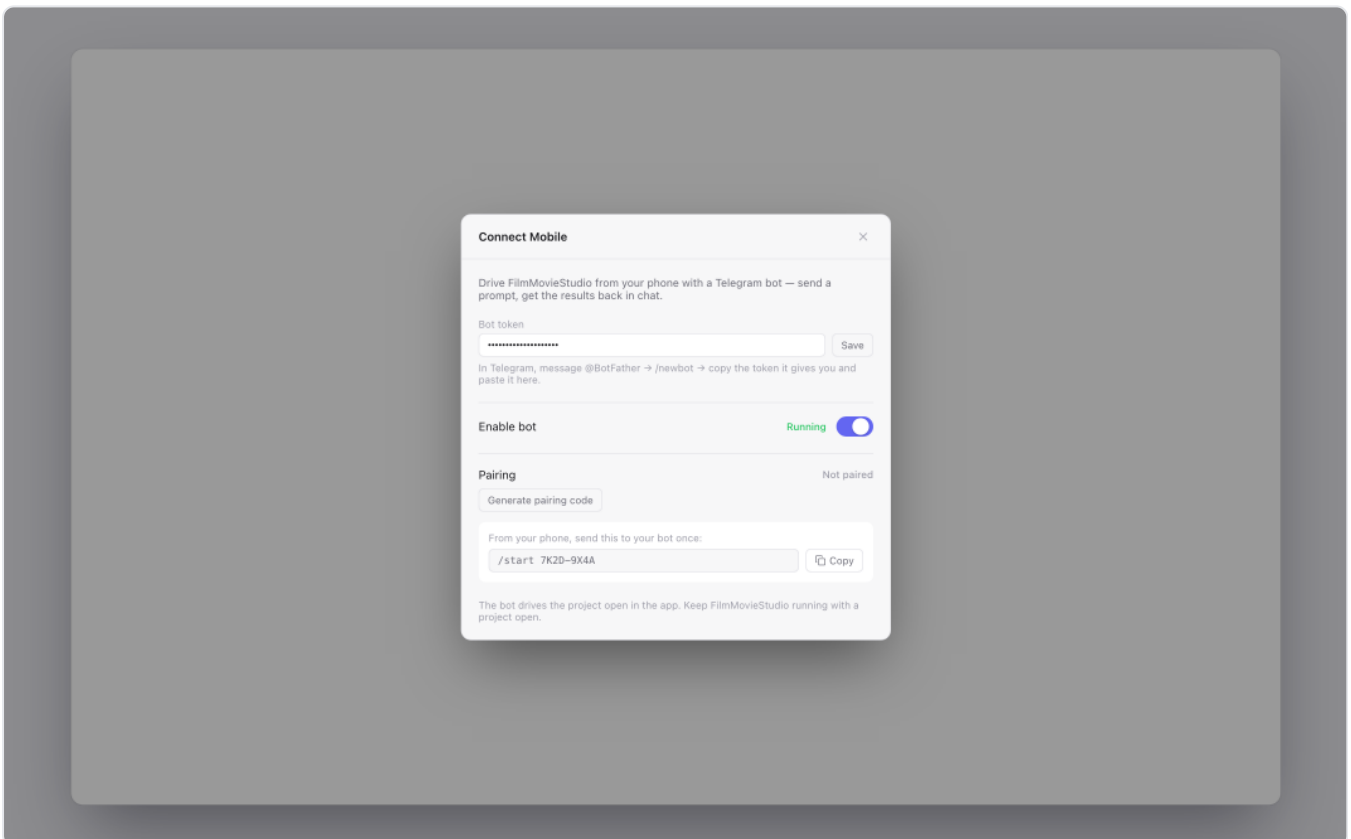 Connect Mobile
Drive FilmMovieStudio from your phone with a Telegram bot — send a
prompt, get the results back in chat.
Bot token
••••••••••••••••••••
Save
In Telegram, message @BotFather → /newbot → copy the token it gives you and
paste it here.
Enable bot
Running
Pairing
Not paired
Generate pairing code
From your phone, send this to your bot once:
/start 7K2D–9X4A
Copy
The bot drives the project open in the app. Keep FilmMovieStudio running with a
project open.